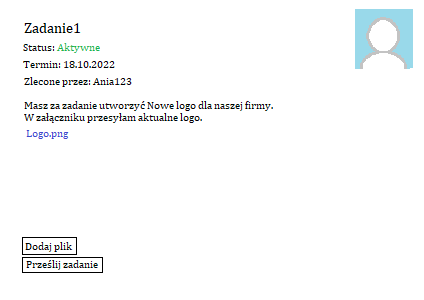 Zadanie1
Status: Aktywne
Termin: 18.10.2022
Zlecone przez: Ania123
Masz za zadanie utworzyć Nowe logo dla naszej firmy.
W załączniku przesyłam aktualne logo.
Logo.png
Dodaj plik
Prześlij zadanie